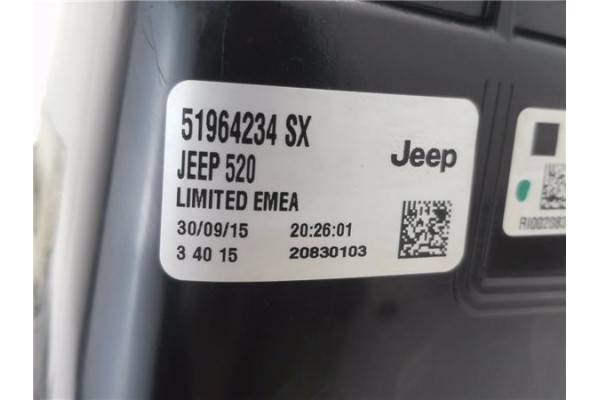 51964234 SX
JEEP 520
Jeep
LIMITED EMEA
30/09/15 20:26:01
3 40 15 20830103